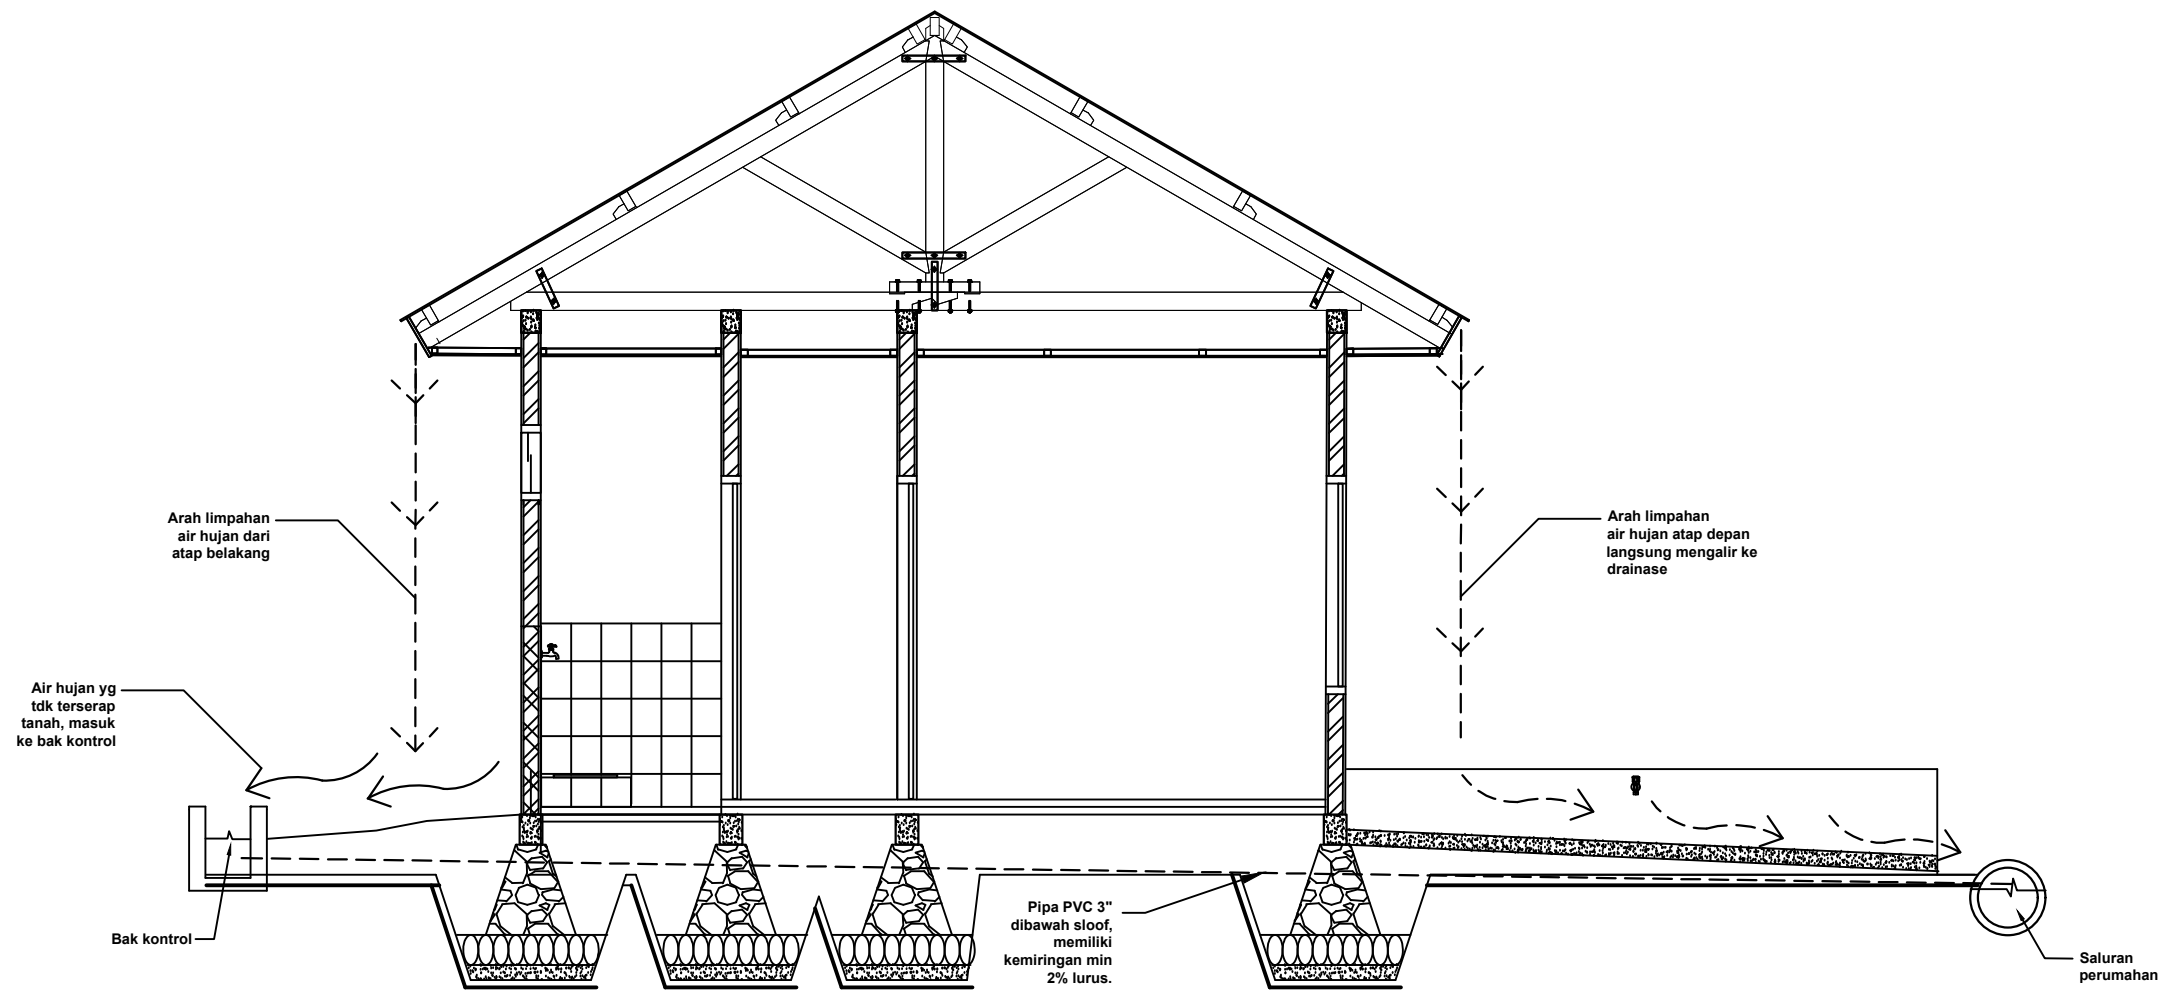 Arah limpahan
air hujan dari
atap belakang
Arah limpahan
air hujan atap depan
langsung mengalir ke
drainase
Air hujan yg
tdk terserap
tanah, masuk
ke bak kontrol
Bak kontrol
Pipa PVC 3"
dibawah sloof,
memiliki
kemiringan min
2% lurus.
Saluran
perumahan